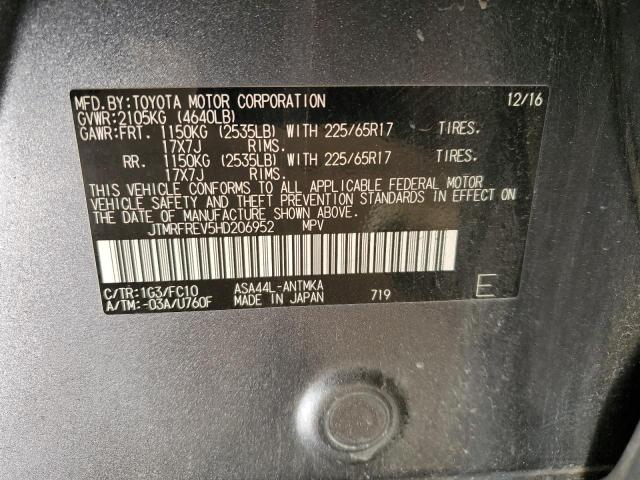 MFD.BY:TOYOTA MOTOR CORPORATION 12/16
GVWR:2105KG (4640LB)
GAWR:FRT. 1150KG (2535LB) WITH 225/65R17 TIRES.
17X7J RIMS.
RR. 1150KG (2535LB) WITH 225/65R17 TIRES.
17X7J RIMS.
THIS VEHICLE CONFORMS TO ALL APPLICABLE FEDERAL MOTOR
VEHICLE SAFETY AND THEFT PREVENTION STANDARDS IN EFFECT ON
THE DATE OF MANUFACTURE SHOWN ABOVE.
JTMRFREV5HD206952 MPV
C/TR:1G3/FC10 ASA44L-ANTMKA
A/TM:-03A/U760F MADE IN JAPAN 719 E